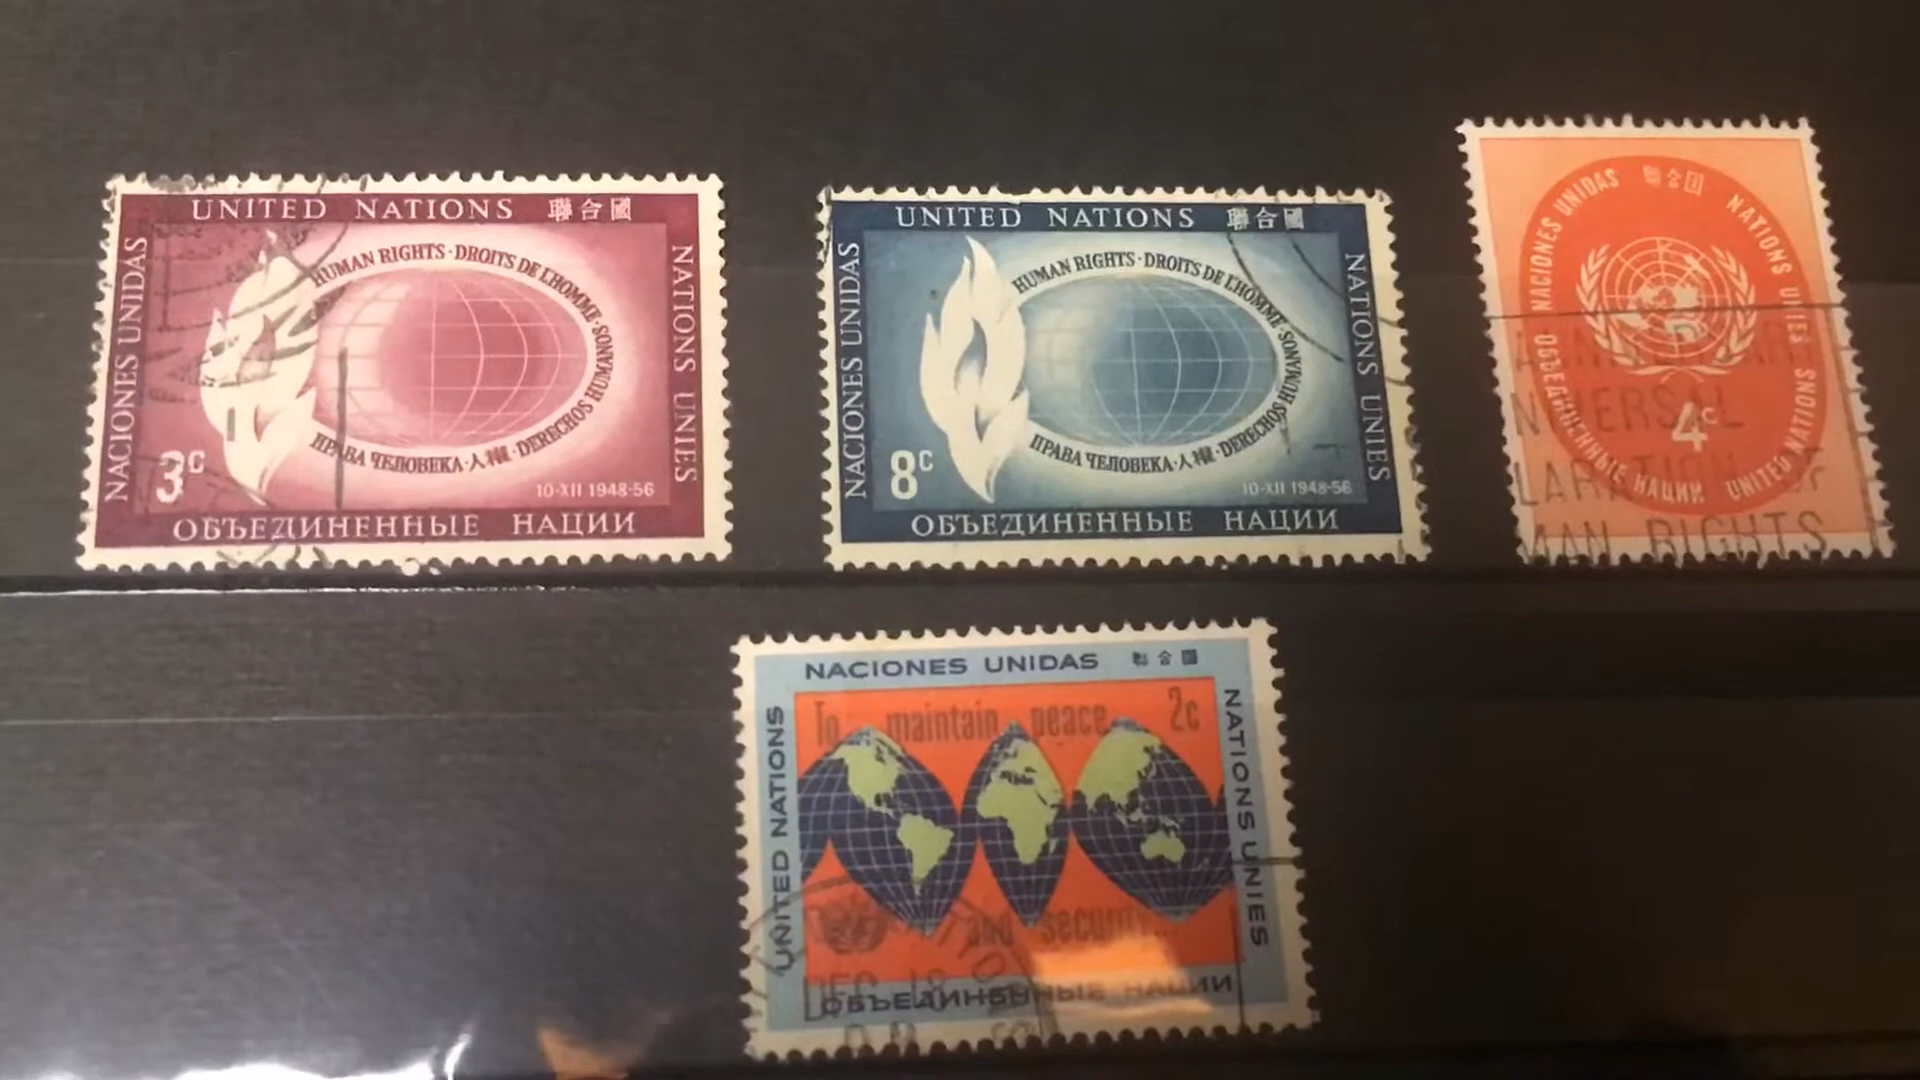 UNITED NATIONS 聯合國
NACIONES UNIDAS
HUMAN RIGHTS · DROITS DE L'HOMME · DERECHOS HUMANOS · 人權 · ПРАВА ЧЕЛОВЕКА
NATIONS UNIES
3c
10-XII 1948-56
ОБЪЕДИНЕННЫЕ НАЦИИ
UNITED NATIONS 聯合國
NACIONES UNIDAS
HUMAN RIGHTS · DROITS DE L'HOMME · DERECHOS HUMANOS · 人權 · ПРАВА ЧЕЛОВЕКА
NATIONS UNIES
8c
10-XII 1948-56
ОБЪЕДИНЕННЫЕ НАЦИИ
NACIONES UNIDAS 聯合国 NATIONS UNIES
4c
ОБЪЕДИНЕННЫЕ НАЦИИ UNITED NATIONS
MAN RIGHTS
NACIONES UNIDAS 聯合國
UNITED NATIONS
To maintain peace 2c
and security...
NATIONS UNIES
ОБЪЕДИНЕННЫЕ НАЦИИ
DEC 18